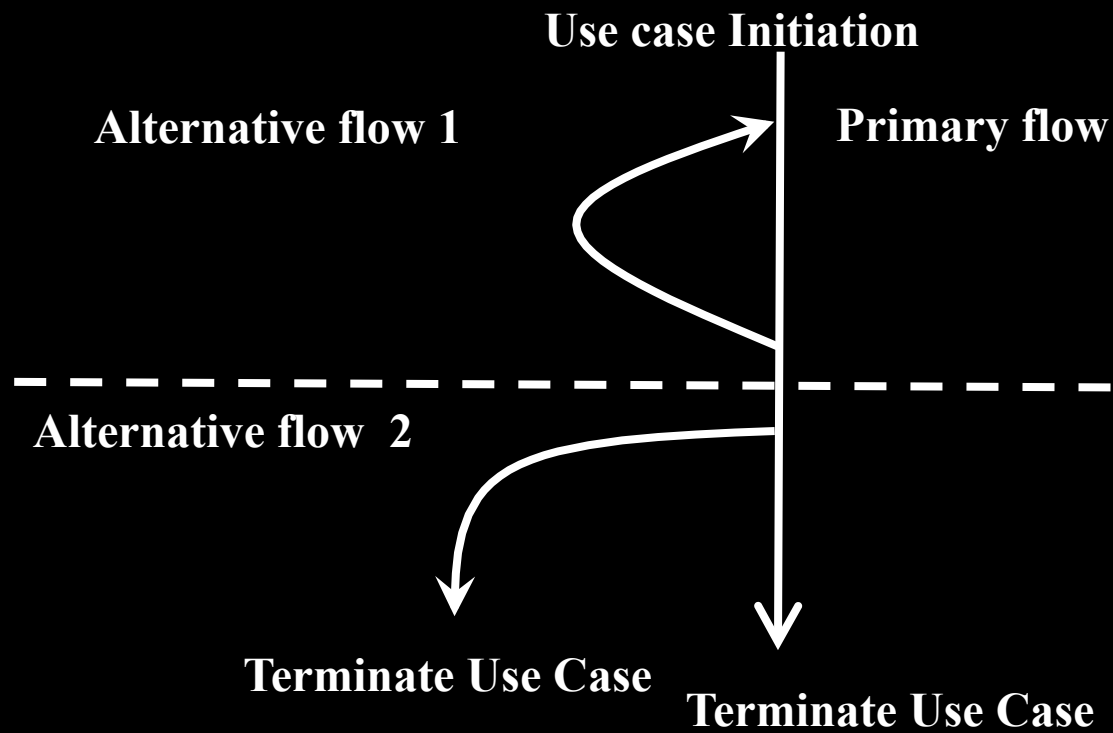 Use case Initiation
Alternative flow 1
Primary flow
Alternative flow 2
Terminate Use Case
Terminate Use Case